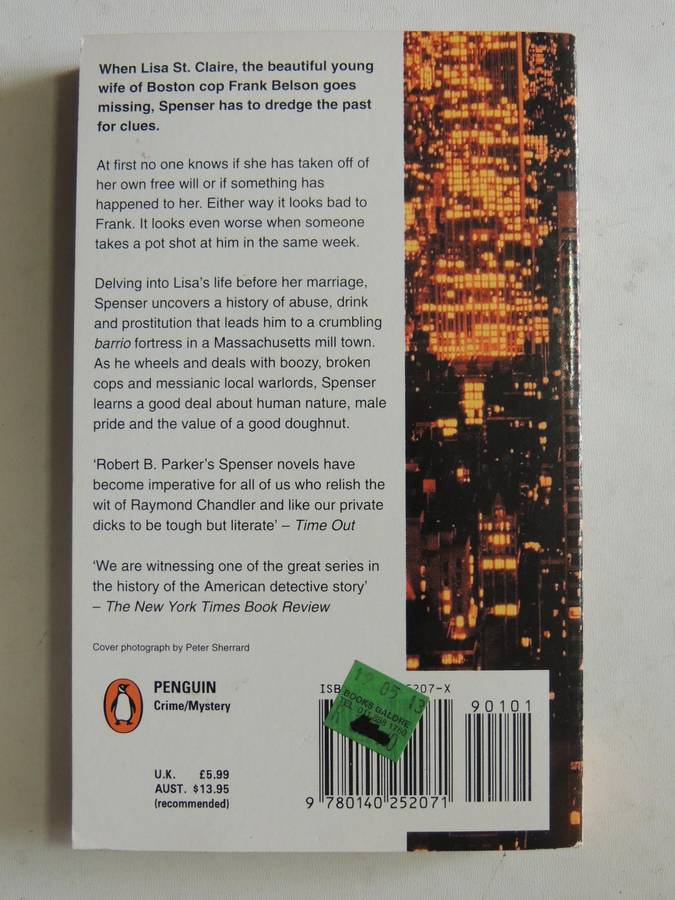 When Lisa St. Claire, the beautiful young
wife of Boston cop Frank Belson goes
missing, Spenser has to dredge the past
for clues.
At first no one knows if she has taken off of
her own free will or if something has
happened to her. Either way it looks bad to
Frank. It looks even worse when someone
takes a pot shot at him in the same week.
Delving into Lisa's life before her marriage,
Spenser uncovers a history of abuse, drink
and prostitution that leads him to a crumbling
barrio fortress in a Massachusetts mill town.
As he wheels and deals with boozy, broken
cops and messianic local warlords, Spenser
learns a good deal about human nature, male
pride and the value of a good doughnut.
‘Robert B. Parker's Spenser novels have
become imperative for all of us who relish the
wit of Raymond Chandler and like our private
dicks to be tough but literate’ – Time Out
‘We are witnessing one of the great series in
the history of the American detective story’
– The New York Times Book Review
Cover photograph by Peter Sherrard
PENGUIN
Crime/Mystery
U.K. £5.99
AUST. $13.95
(recommended)
ISB 5207-X
90101
BOOKS GALORE
9 780140 252071